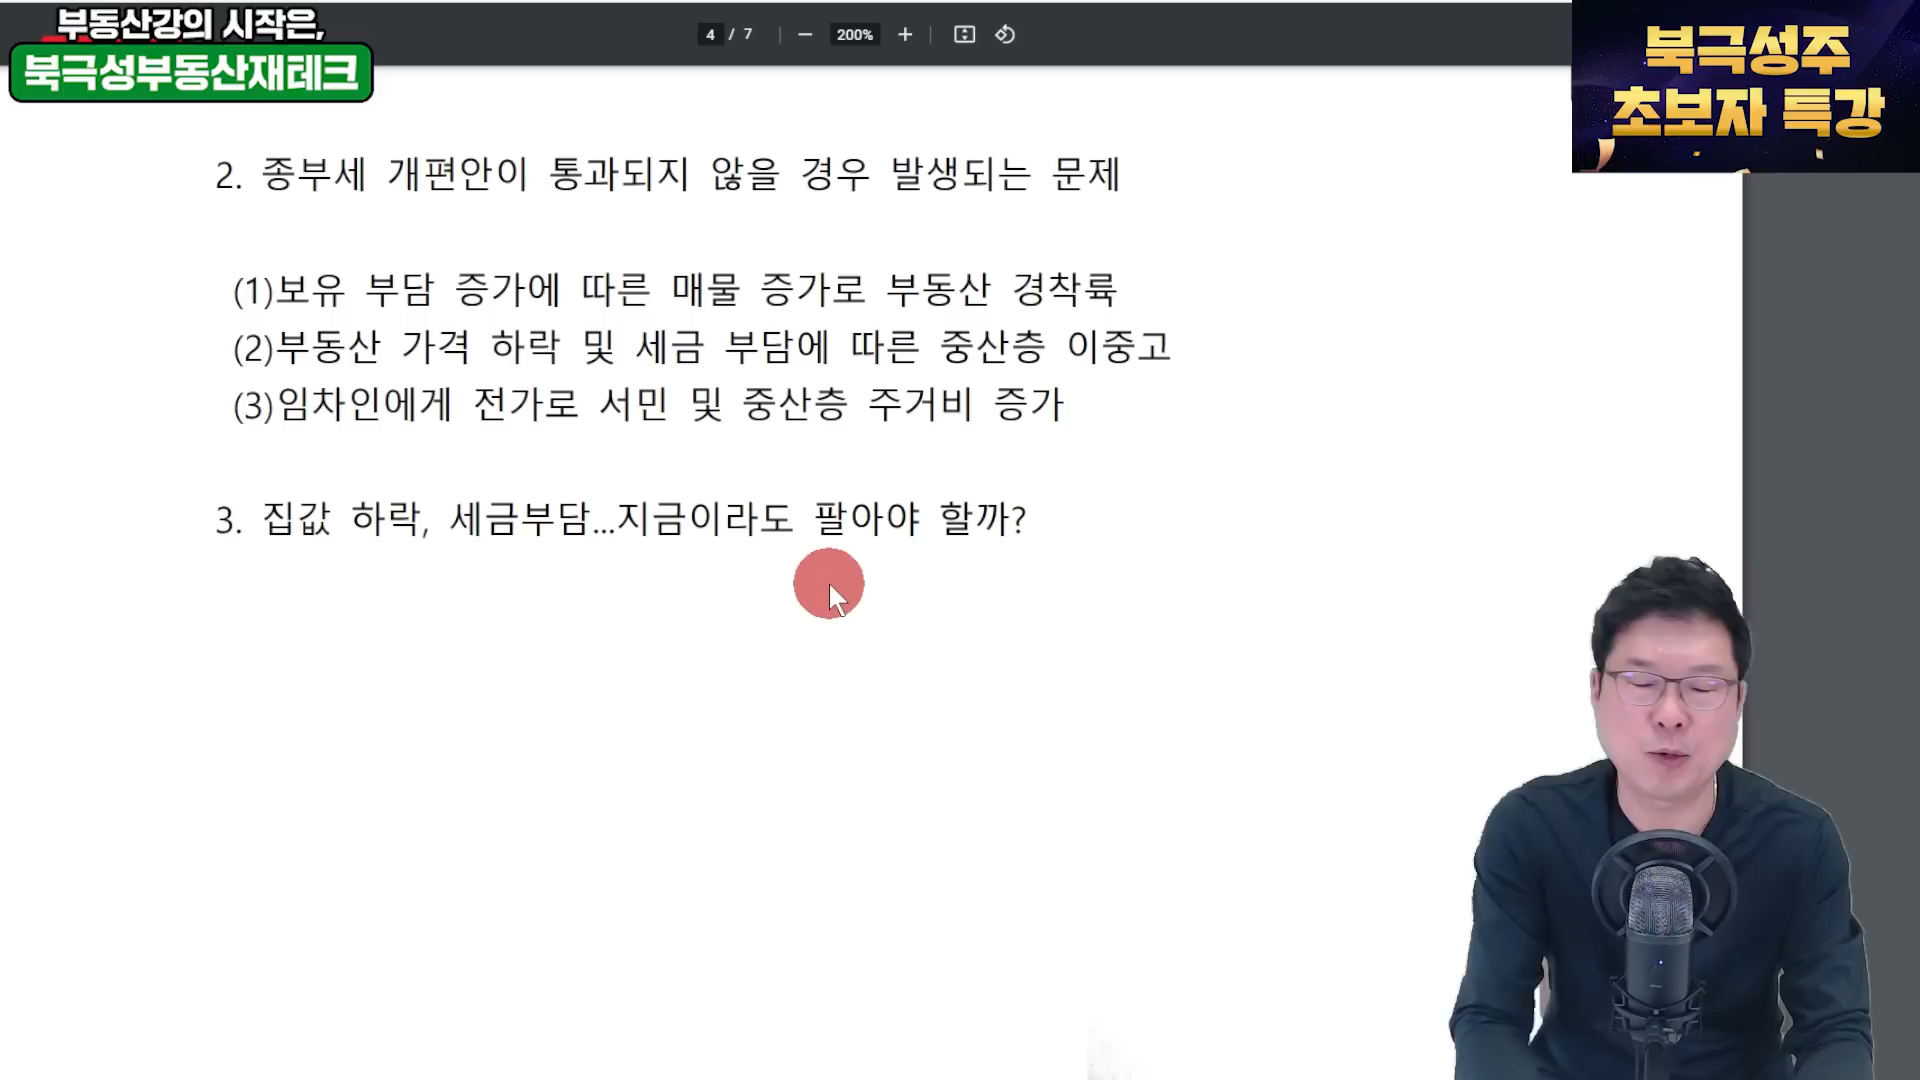 부동산강의 시작은,
북극성부동산재테크
4 / 7
200%
북극성주
초보자 특강
2. 종부세 개편안이 통과되지 않을 경우 발생되는 문제
(1)보유 부담 증가에 따른 매물 증가로 부동산 경착륙
(2)부동산 가격 하락 및 세금 부담에 따른 중산층 이중고
(3)임차인에게 전가로 서민 및 중산층 주거비 증가
3. 집값 하락, 세금부담...지금이라도 팔아야 할까?